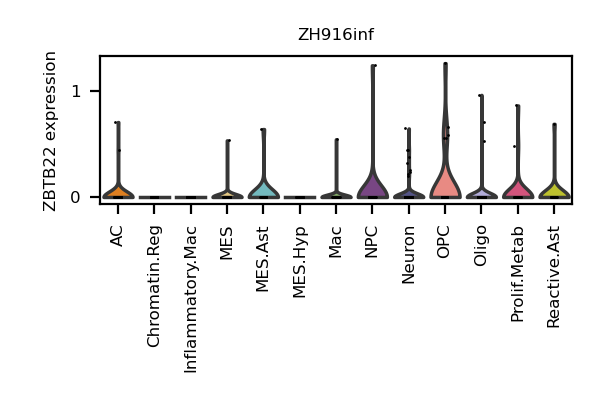 ZH916inf
ZBTB22 expression
1
0
AC
Chromatin.Reg
Inflammatory.Mac
MES
MES.Ast
MES.Hyp
Mac
NPC
Neuron
OPC
Oligo
Prolif.Metab
Reactive.Ast